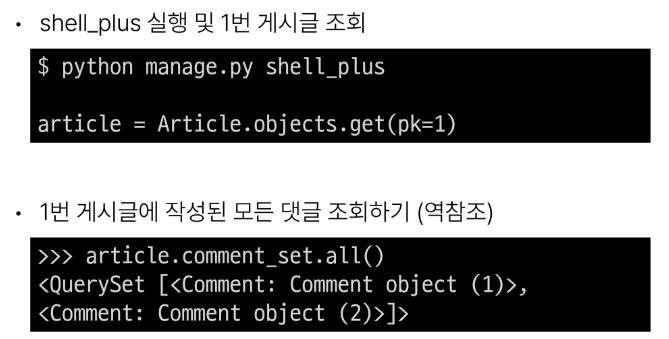 • shell_plus 실행 및 1번 게시글 조회
$ python manage.py shell_plus
article = Article.objects.get(pk=1)
• 1번 게시글에 작성된 모든 댓글 조회하기 (역참조)
>>> article.comment_set.all()
<QuerySet [<Comment: Comment object (1)>,
<Comment: Comment object (2)>]>